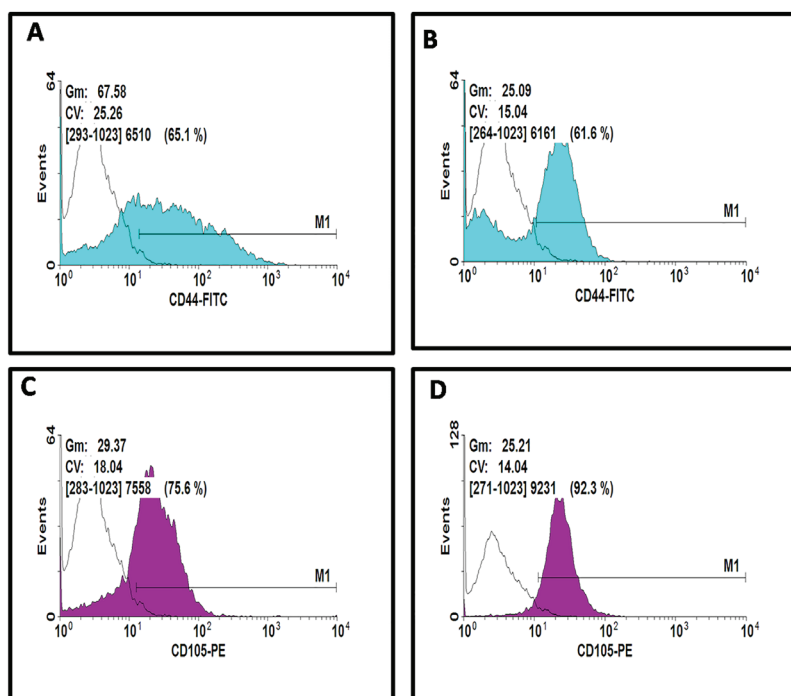 A
64
Gm: 67.58
CV: 25.26
[293-1023] 6510 (65.1 %)
Events
M1
0
10^0 10^1 10^2 10^3 10^4
CD44-FITC
B
64
Gm: 25.09
CV: 15.04
[264-1023] 6161 (61.6 %)
Events
M1
0
10^0 10^1 10^2 10^3 10^4
CD44-FITC
C
64
Gm: 29.37
CV: 18.04
[283-1023] 7558 (75.6 %)
Events
M1
0
10^0 10^1 10^2 10^3 10^4
CD105-PE
D
128
Gm: 25.21
CV: 14.04
[271-1023] 9231 (92.3 %)
Events
M1
0
10^0 10^1 10^2 10^3 10^4
CD105-PE